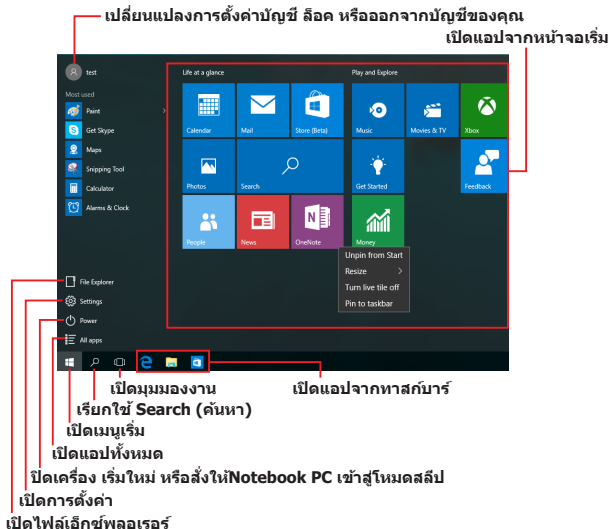 เปลี่ยนแปลงการตั้งค่าบัญชี ล็อค หรือออกจากบัญชีของคุณ
เปิดแอปจากหน้าจอเริ่ม
test
Life at a glance
Play and Explore
Most used
Paint
Get Skype
Maps
Snipping Tool
Calculator
Alarms & Clock
Calendar
Mail
Store (Beta)
Music
Movies & TV
Xbox
Photos
Search
Get Started
Feedback
People
News
OneNote
Money
Unpin from Start
Resize
Turn live tile off
Pin to taskbar
File Explorer
Settings
Power
All apps
เปิดมุมมองงาน
เปิดแอปจากทาสก์บาร์
เรียกใช้ Search (ค้นหา)
เปิดเมนูเริ่ม
เปิดแอปทั้งหมด
ปิดเครื่อง เริ่มใหม่ หรือสั่งให้Notebook PC เข้าสู่โหมดสลีป
เปิดการตั้งค่า
เปิดไฟล์เอ็กซ์พลอเรอร์